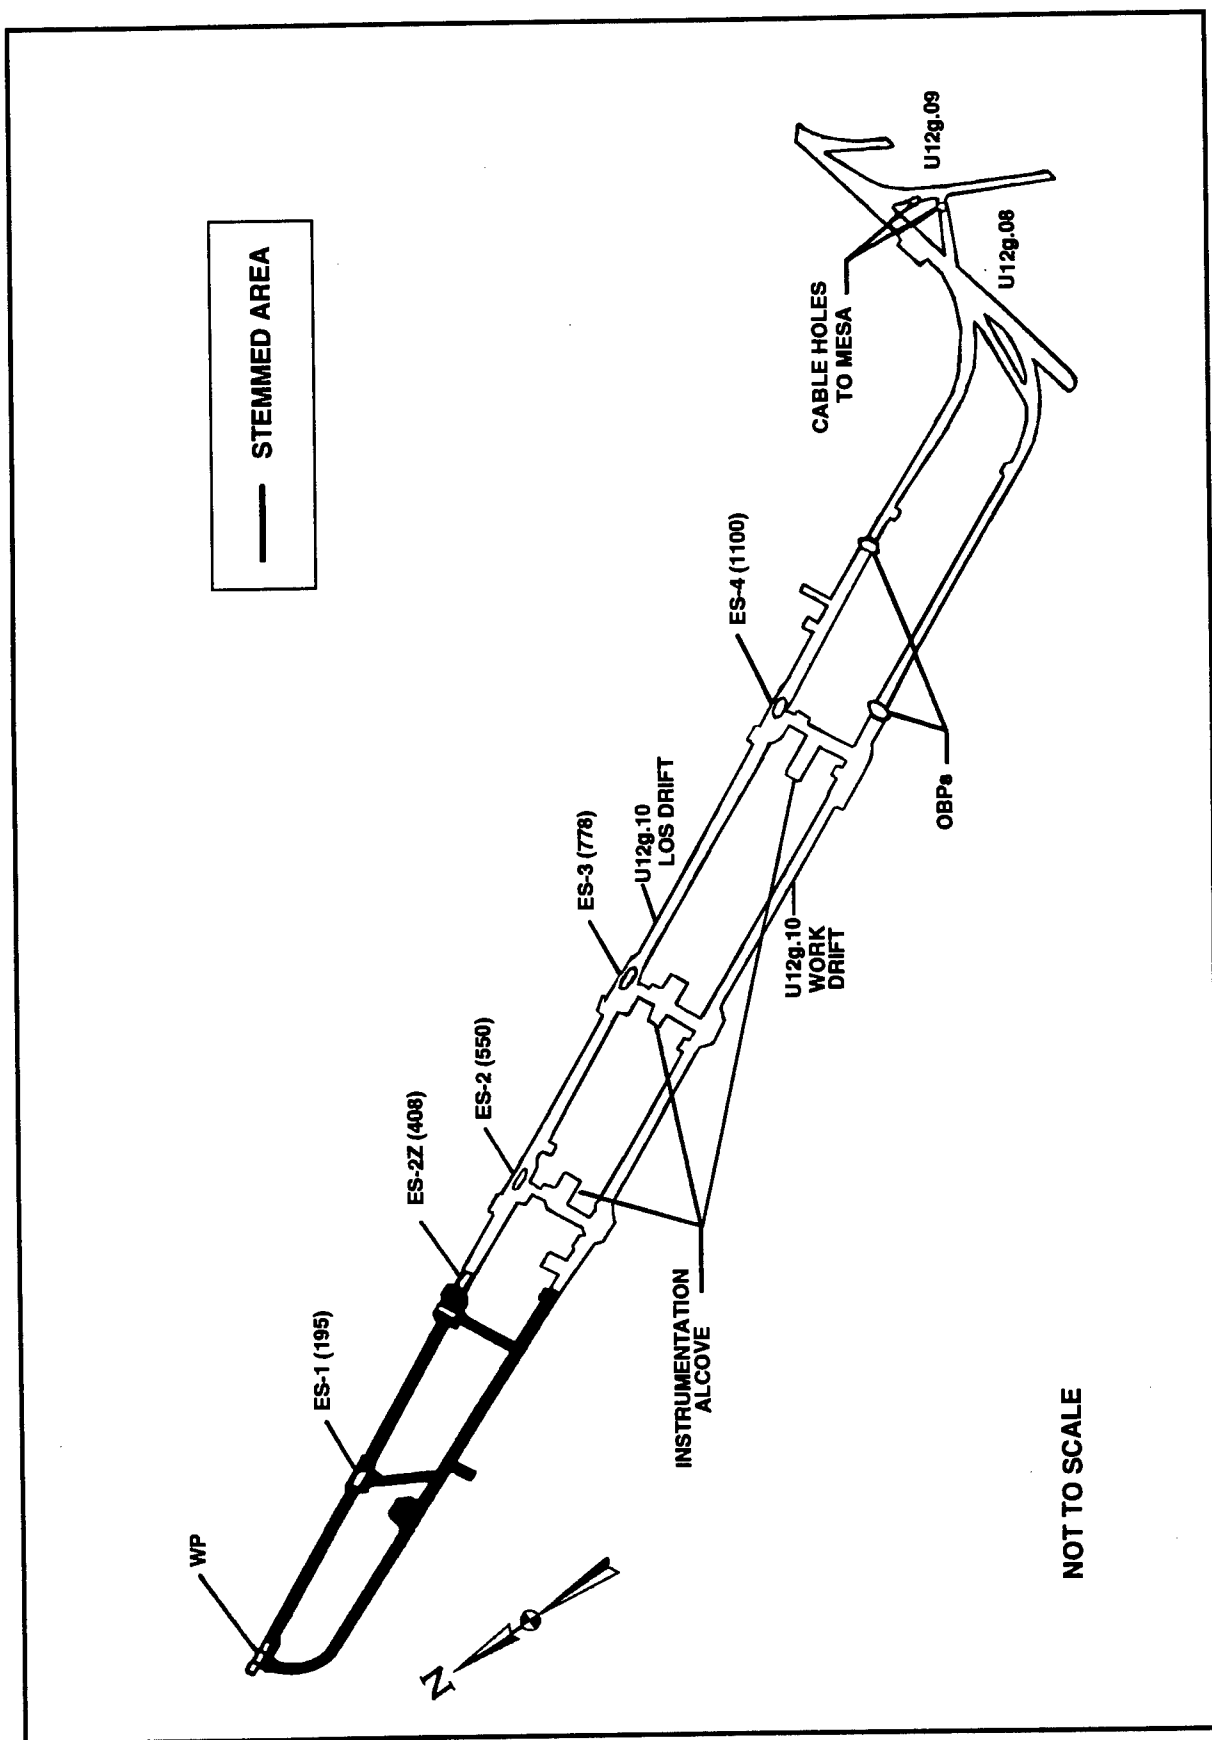 STEMMED AREA
WP
ES-1 (195)
ES-2Z (408)
ES-2 (550)
ES-3 (778)
U12g.10
LOS DRIFT
ES-4 (1100)
CABLE HOLES
TO MESA
U12g.09
U12g.08
OBPs
U12g.10
WORK
DRIFT
INSTRUMENTATION
ALCOVE
N
NOT TO SCALE